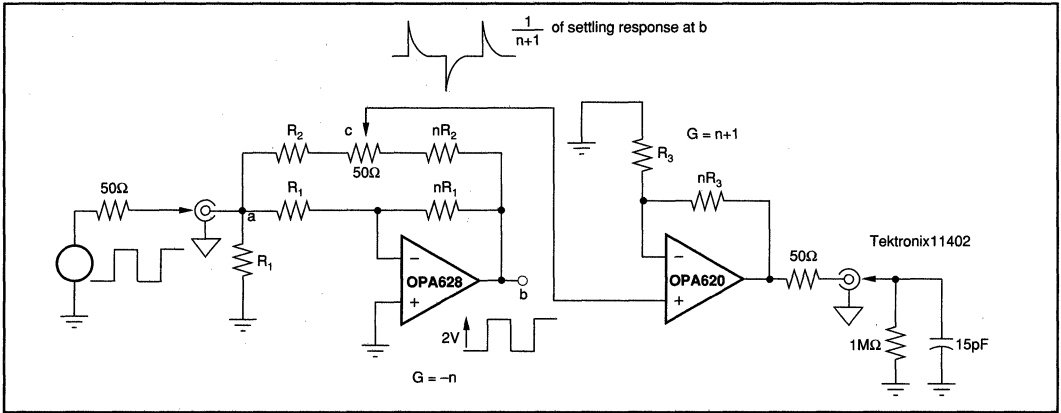 1
n+1
of settling response at b
R2
c
nR2
50Ω
R3
G = n+1
nR3
50Ω
a
R1
nR1
R1
OPA628
−
+
b
2V
G = −n
OPA620
−
+
50Ω
Tektronix11402
1MΩ
15pF